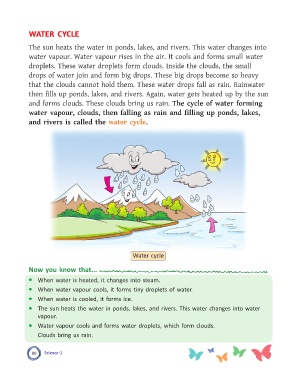 WATER CYCLE
The sun heats the water in ponds, lakes, and rivers. This water changes into
water vapour. Water vapour rises in the air. It cools and forms small water
droplets. These water droplets form clouds. Inside the clouds, the small
drops of water join and form big drops. These big drops become so heavy
that the clouds cannot hold them. These water drops fall as rain. Rainwater
then fills up ponds, lakes, and rivers. Again, water gets heated up by the sun
and forms clouds. These clouds bring us rain. The cycle of water forming
water vapour, clouds, then falling as rain and filling up ponds, lakes,
and rivers is called the water cycle.
Water cycle
Now you know that...
• When water is heated, it changes into steam.
• When water vapour cools, it forms tiny droplets of water.
• When water is cooled, it forms ice.
• The sun heats the water in ponds, lakes, and rivers. This water changes into water
vapour.
• Water vapour cools and forms water droplets, which form clouds.
Clouds bring us rain.
Science-2